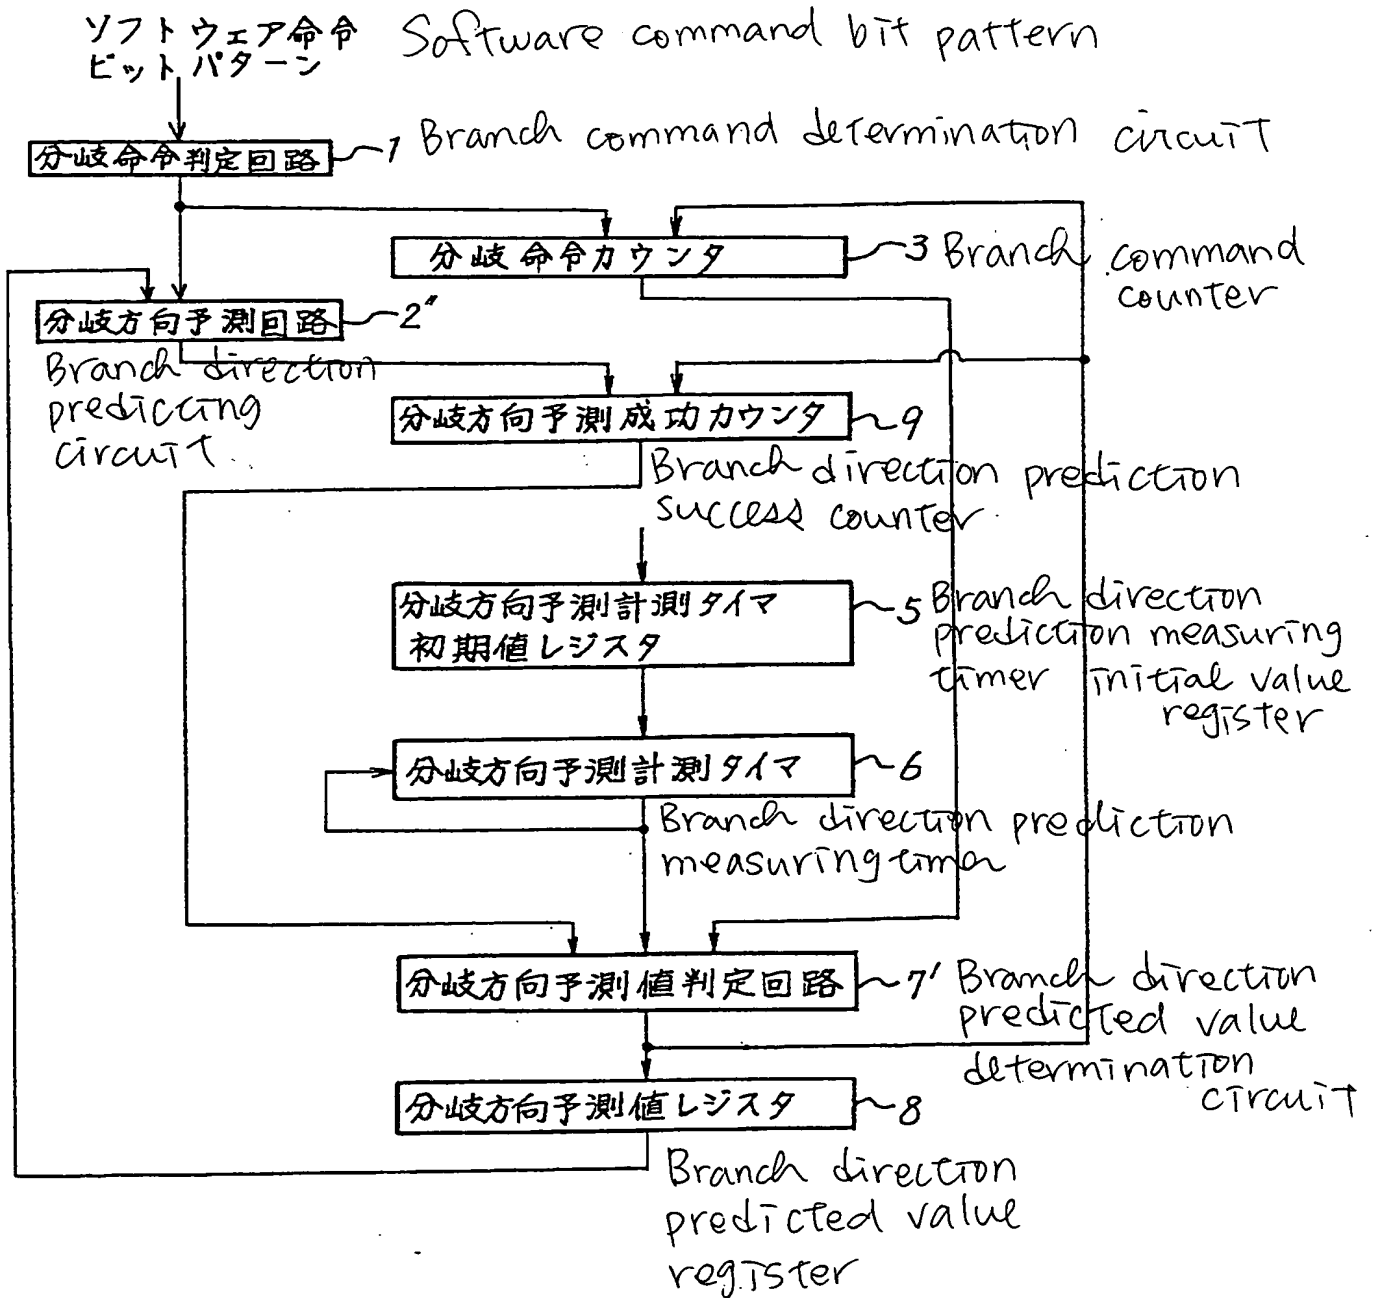 ソフトウェア命令
ビットパターン
Software command bit pattern
分岐命令判定回路
1 Branch command determination circuit
分岐命令カウンタ
3 Branch command
counter
分岐方向予測回路
2"
Branch direction
predicting
circuit
分岐方向予測成功カウンタ
9
Branch direction prediction
success counter
分岐方向予測計測タイマ
初期値レジスタ
5 Branch direction
prediction measuring
timer initial value
register
分岐方向予測計測タイマ
6
Branch direction prediction
measuring timer
分岐方向予測値判定回路
7' Branch direction
predicted value
determination
circuit
分岐方向予測値レジスタ
8
Branch direction
predicted value
register